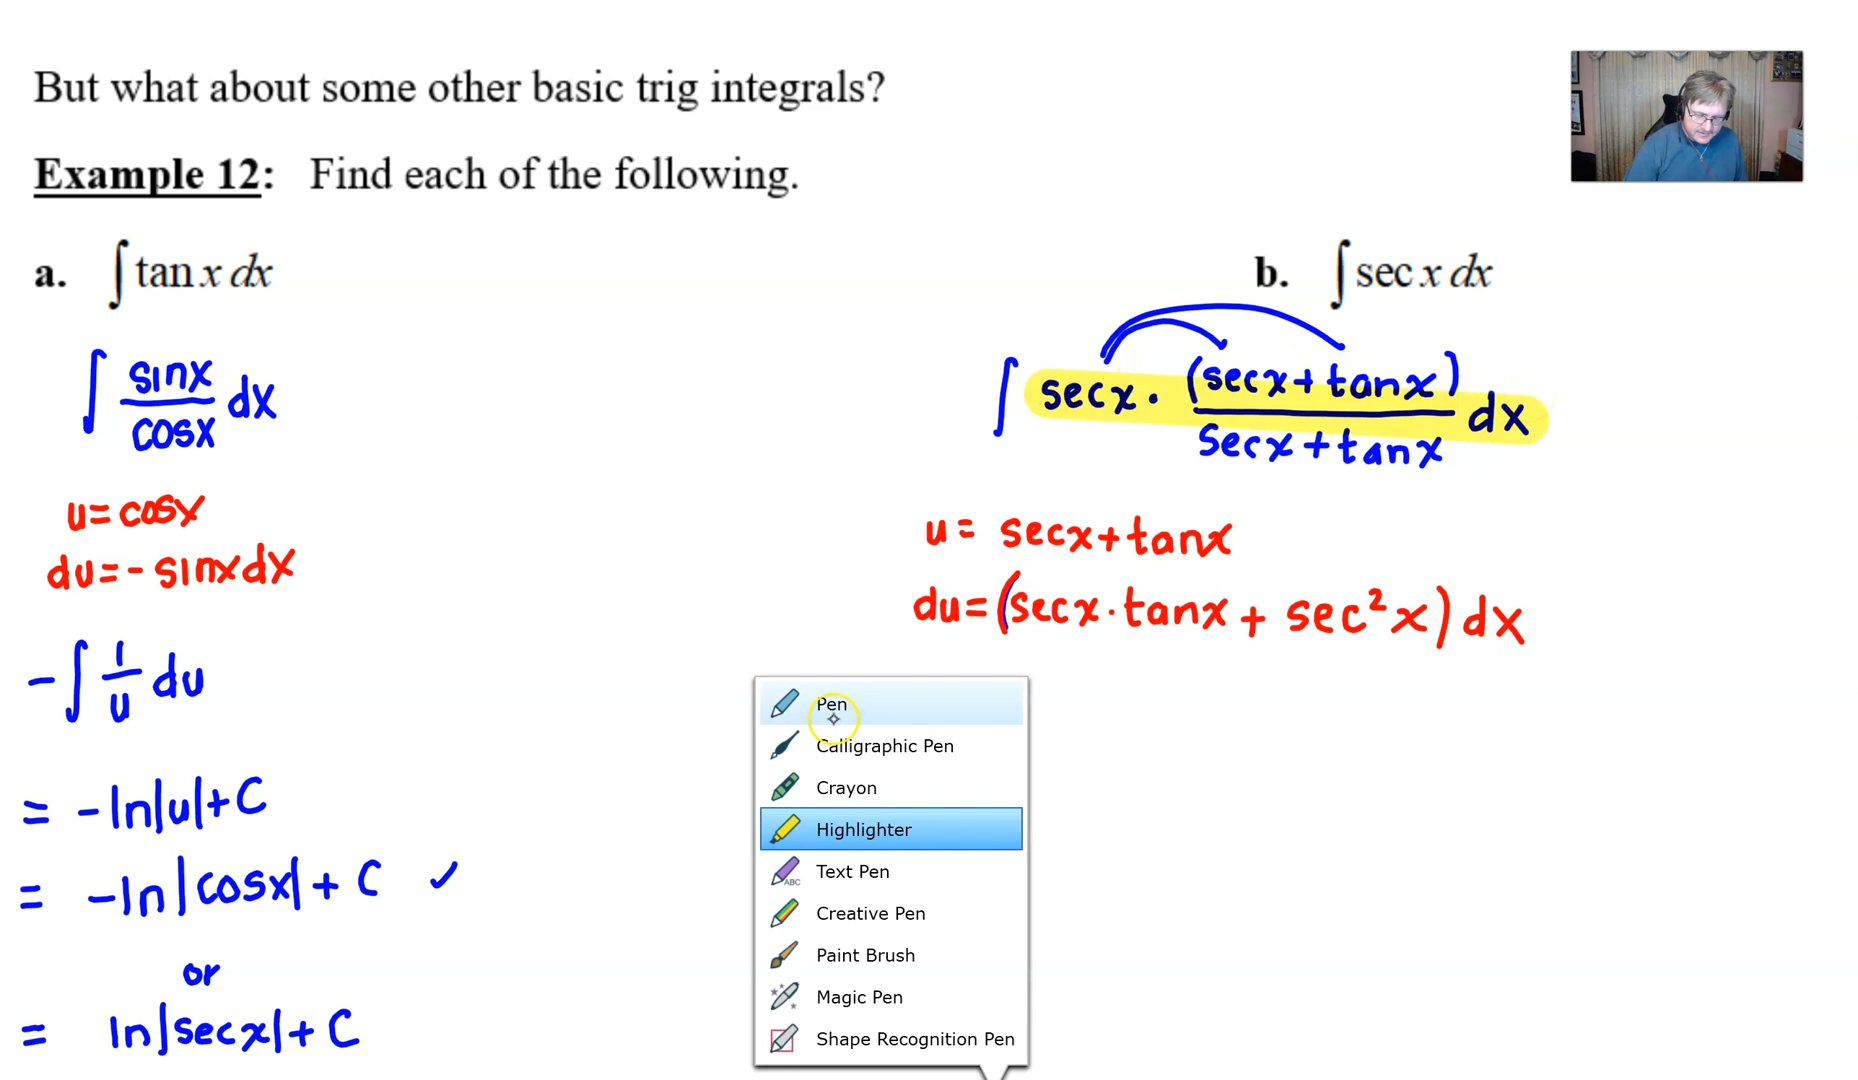 But what about some other basic trig integrals?
Example 12: Find each of the following.
a. ∫ tan x dx
∫ sinx/cosx dx
u = cosx
du = - sinx dx
- ∫ 1/u du
= - ln|u| + C
= - ln|cosx| + C ✓
or
= ln|secx| + C
b. ∫ sec x dx
∫ secx · (secx + tanx)/secx + tanx dx
u = secx + tanx
du = (secx · tanx + sec² x) dx
Pen
Calligraphic Pen
Crayon
Highlighter
Text Pen
ABC
Creative Pen
Paint Brush
Magic Pen
Shape Recognition Pen